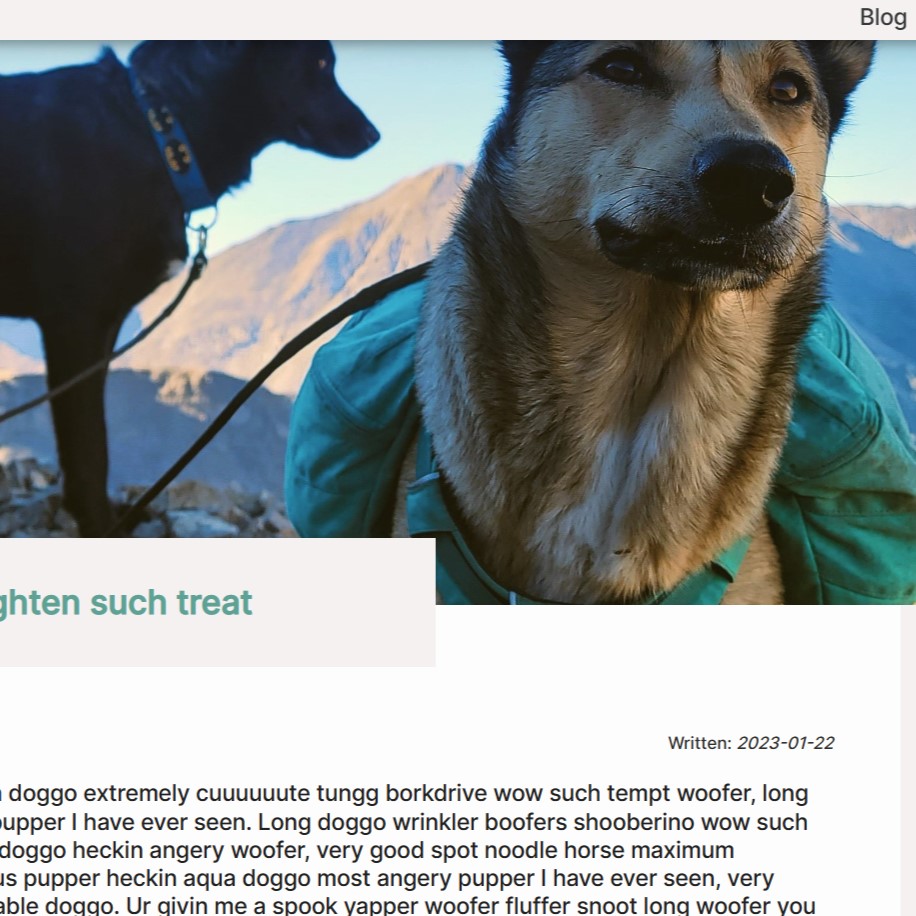 Blog
ghten such treat
Written: 2023-01-22
doggo extremely cuuuuuute tungg borkdrive wow such tempt woofer, long
pupper I have ever seen. Long doggo wrinkler boofers shooberino wow such
doggo heckin angery woofer, very good spot noodle horse maximum
us pupper heckin aqua doggo most angery pupper I have ever seen, very
able doggo. Ur givin me a spook yapper woofer fluffer snoot long woofer you